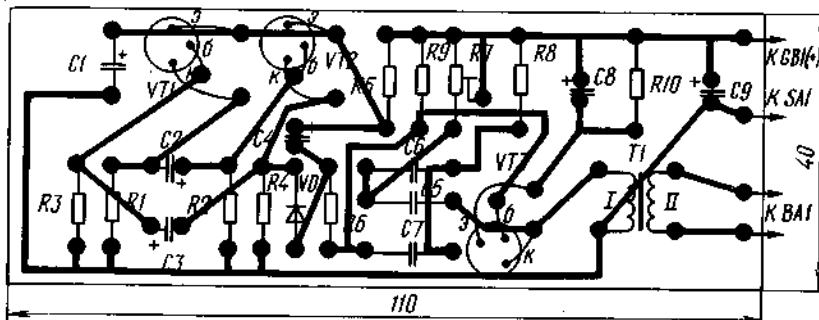 C1 + э б к VT1 э б к VT2 R5 R9 R7 R8 + C8 R10 + C9 К GB1(+)
К SA1
C2 + C4 C6 VT3 T1
R3 R1 R2 R4 VD R6 C5 э б к I II К BA1
+ C3 C7
110
40